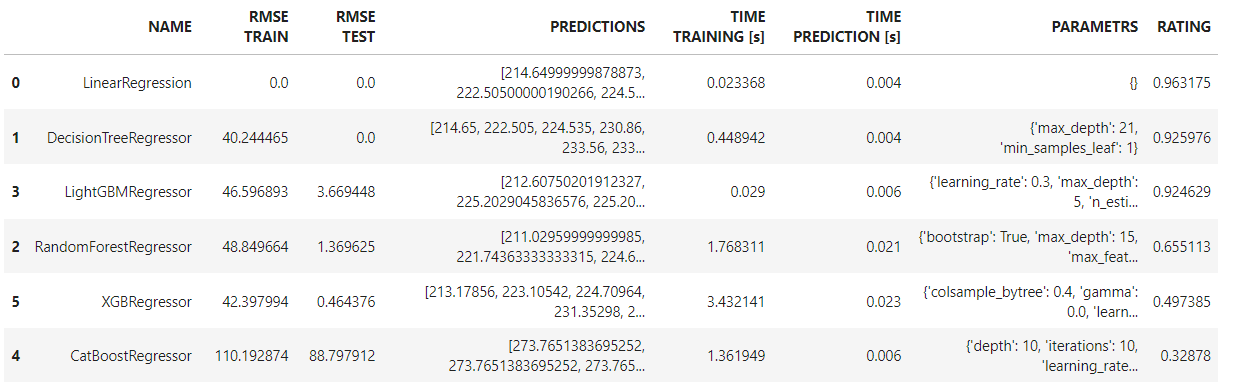 NAME RMSE TRAIN RMSE TEST PREDICTIONS TIME TRAINING [s] TIME PREDICTION [s] PARAMETRS RATING
0 LinearRegression 0.0 0.0 [214.64999999878873, 222.50500000190266, 224.5... 0.023368 0.004 {} 0.963175
1 DecisionTreeRegressor 40.244465 0.0 [214.65, 222.505, 224.535, 230.86, 233.56, 233... 0.448942 0.004 {'max_depth': 21, 'min_samples_leaf': 1} 0.925976
3 LightGBMRegressor 46.596893 3.669448 [212.60750201912327, 225.2029045836576, 225.20... 0.029 0.006 {'learning_rate': 0.3, 'max_depth': 5, 'n_esti... 0.924629
2 RandomForestRegressor 48.849664 1.369625 [211.02959999999985, 221.74363333333315, 224.6... 1.768311 0.021 {'bootstrap': True, 'max_depth': 15, 'max_feat... 0.655113
5 XGBRegressor 42.397994 0.464376 [213.17856, 223.10542, 224.70964, 231.35298, 2... 3.432141 0.023 {'colsample_bytree': 0.4, 'gamma': 0.0, 'learn... 0.497385
4 CatBoostRegressor 110.192874 88.797912 [273.7651383695252, 273.7651383695252, 273.765... 1.361949 0.006 {'depth': 10, 'iterations': 10, 'learning_rate... 0.32878